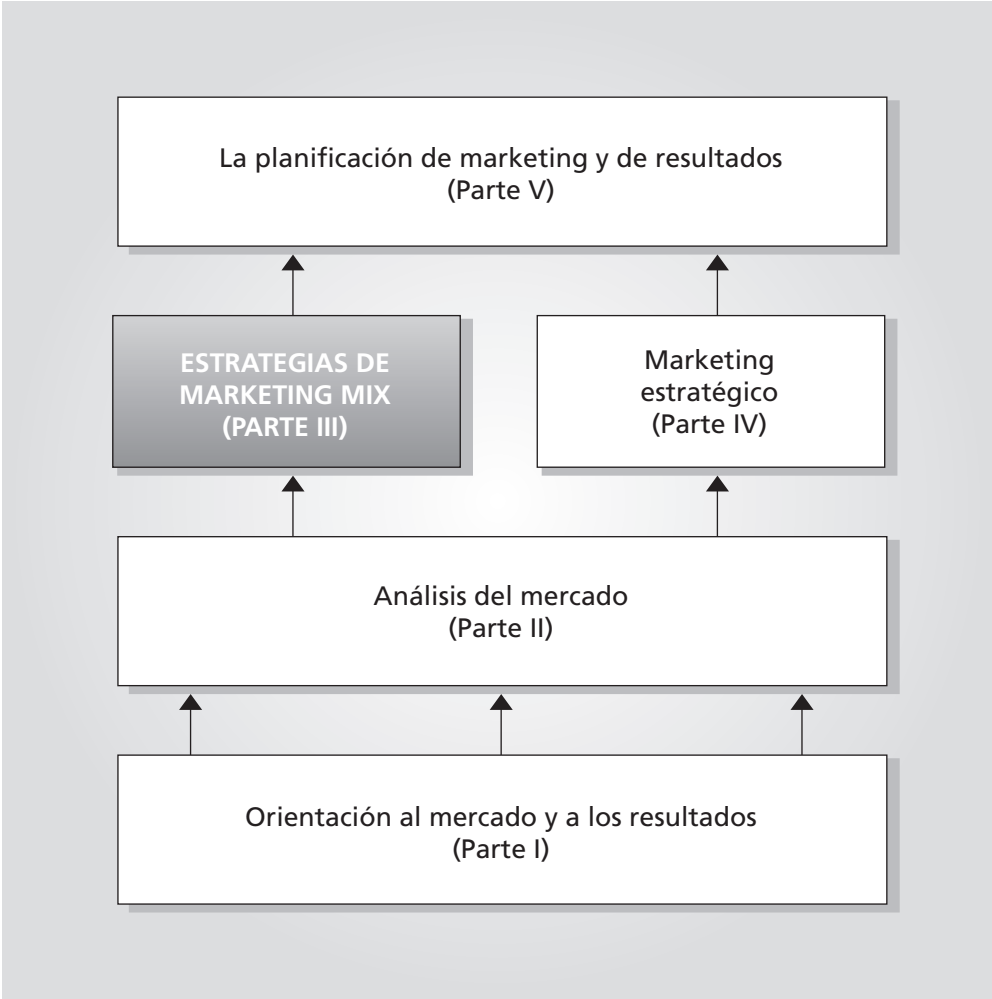 La planificación de marketing y de resultados
(Parte V)
ESTRATEGIAS DE
MARKETING MIX
(PARTE III)
Marketing
estratégico
(Parte IV)
Análisis del mercado
(Parte II)
Orientación al mercado y a los resultados
(Parte I)